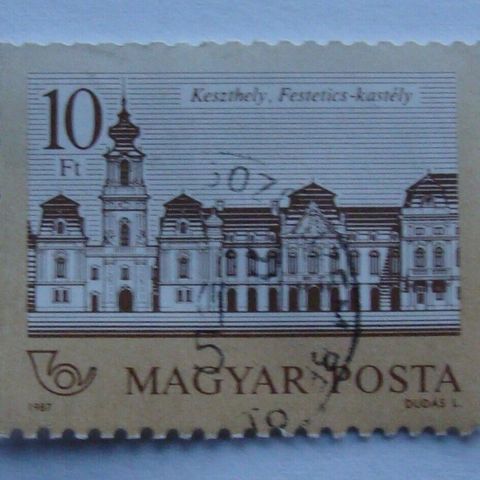 10
Ft
Keszthely, Festetics-kastély
MAGYAR POSTA
1987
DUDÁS L.